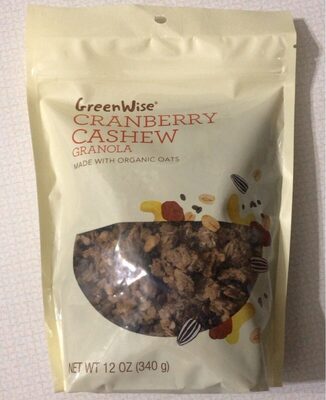 GreenWise®
CRANBERRY
CASHEW
GRANOLA
MADE WITH ORGANIC OATS
NET WT 12 OZ (340 g)